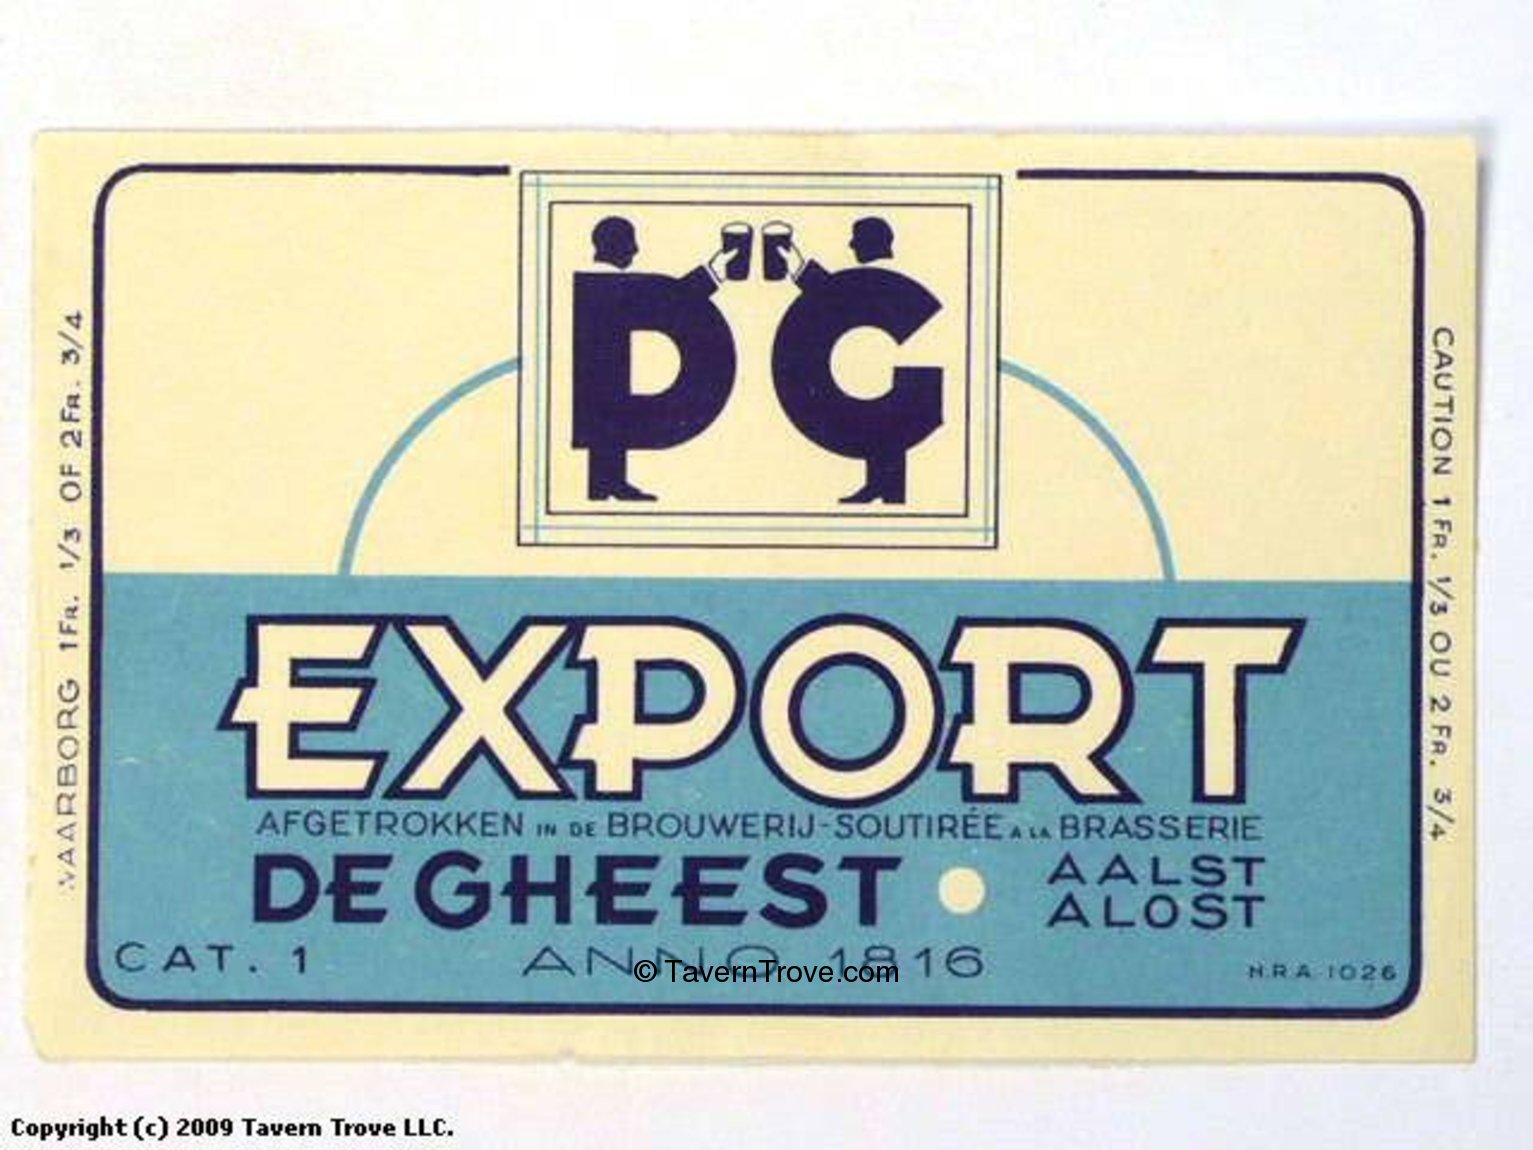 DG
WAARBORG 1 Fr. 1/3 OF 2 Fr. 3/4
CAUTION 1 Fr. 1/3 OU 2 Fr. 3/4
EXPORT
AFGETROKKEN IN DE BROUWERIJ-SOUTIRÉE A LA BRASSERIE
DE GHEEST • AALST
ALOST
CAT. 1
ANNO 1816
N.R.A. 1026
© TavernTrove.com
Copyright (c) 2009 Tavern Trove LLC.